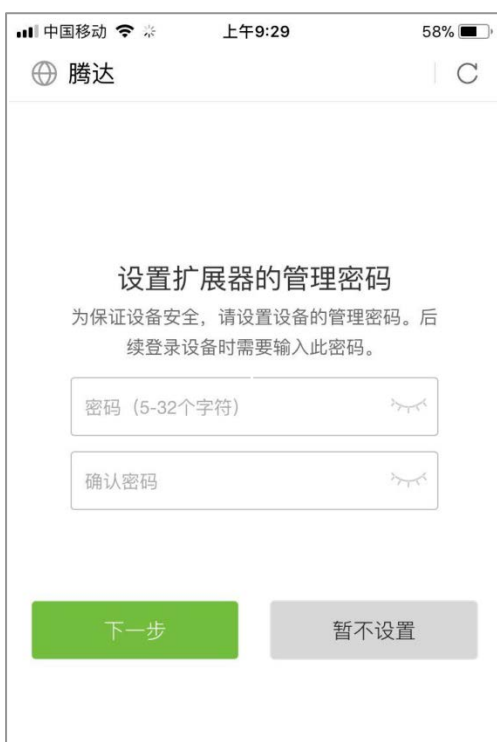 中国移动 上午9:29 58%
腾达
设置扩展器的管理密码
为保证设备安全，请设置设备的管理密码。后
续登录设备时需要输入此密码。
密码（5-32个字符）
确认密码
下一步 暂不设置